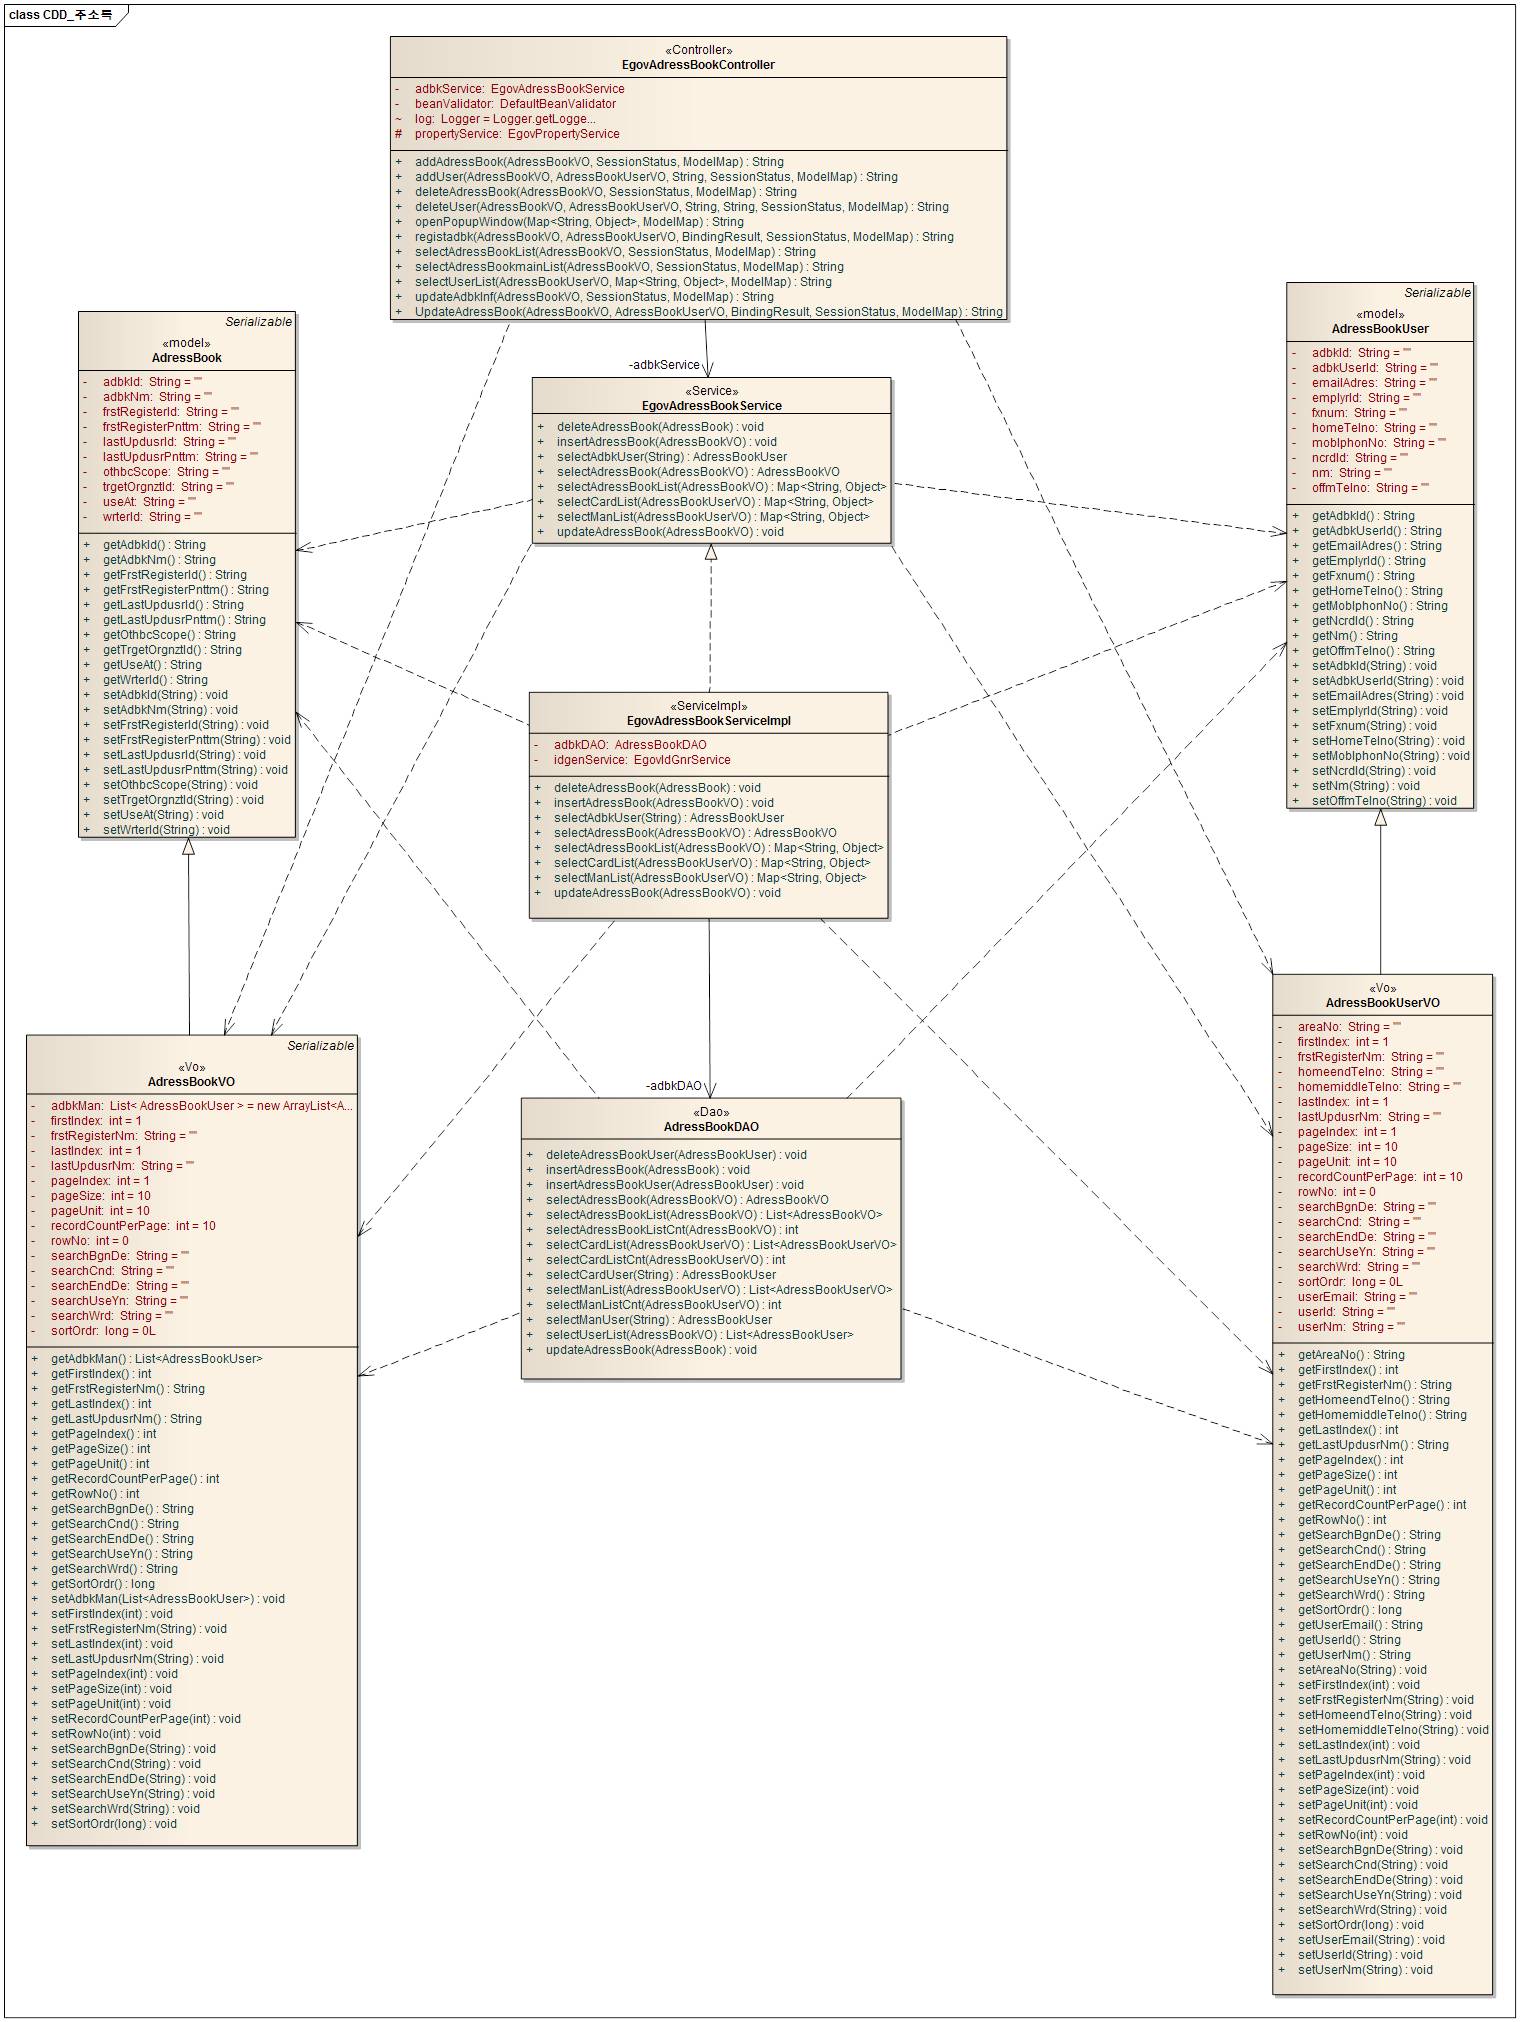 class CDD_주소록
«Controller»
EgovAdressBookController
- adbkService: EgovAdressBookService
- beanValidator: DefaultBeanValidator
~ log: Logger = Logger.getLogge...
# propertyService: EgovPropertyService
+ addAdressBook(AdressBookVO, SessionStatus, ModelMap) : String
+ addUser(AdressBookVO, AdressBookUserVO, String, SessionStatus, ModelMap) : String
+ deleteAdressBook(AdressBookVO, SessionStatus, ModelMap) : String
+ deleteUser(AdressBookVO, AdressBookUserVO, String, String, SessionStatus, ModelMap) : String
+ openPopupWindow(Map<String, Object>, ModelMap) : String
+ registadbk(AdressBookVO, AdressBookUserVO, BindingResult, SessionStatus, ModelMap) : String
+ selectAdressBookList(AdressBookVO, SessionStatus, ModelMap) : String
+ selectAdressBookmainList(AdressBookVO, SessionStatus, ModelMap) : String
+ selectUserList(AdressBookUserVO, Map<String, Object>, ModelMap) : String
+ updateAdbkInf(AdressBookVO, SessionStatus, ModelMap) : String
+ UpdateAdressBook(AdressBookVO, AdressBookUserVO, BindingResult, SessionStatus, ModelMap) : String
Serializable
«model»
AdressBook
- adbkId: String = ""
- adbkNm: String = ""
- frstRegisterId: String = ""
- frstRegisterPnttm: String = ""
- lastUpdusrId: String = ""
- lastUpdusrPnttm: String = ""
- othbcScope: String = ""
- trgetOrgnztId: String = ""
- useAt: String = ""
- wrterId: String = ""
+ getAdbkId() : String
+ getAdbkNm() : String
+ getFrstRegisterId() : String
+ getFrstRegisterPnttm() : String
+ getLastUpdusrId() : String
+ getLastUpdusrPnttm() : String
+ getOthbcScope() : String
+ getTrgetOrgnztId() : String
+ getUseAt() : String
+ getWrterId() : String
+ setAdbkId(String) : void
+ setAdbkNm(String) : void
+ setFrstRegisterId(String) : void
+ setFrstRegisterPnttm(String) : void
+ setLastUpdusrId(String) : void
+ setLastUpdusrPnttm(String) : void
+ setOthbcScope(String) : void
+ setTrgetOrgnztId(String) : void
+ setUseAt(String) : void
+ setWrterId(String) : void
-adbkService
«Service»
EgovAdressBookService
+ deleteAdressBook(AdressBook) : void
+ insertAdressBook(AdressBookVO) : void
+ selectAdbkUser(String) : AdressBookUser
+ selectAdressBook(AdressBookVO) : AdressBookVO
+ selectAdressBookList(AdressBookVO) : Map<String, Object>
+ selectCardList(AdressBookUserVO) : Map<String, Object>
+ selectManList(AdressBookUserVO) : Map<String, Object>
+ updateAdressBook(AdressBookVO) : void
Serializable
«model»
AdressBookUser
- adbkId: String = ""
- adbkUserId: String = ""
- emailAdres: String = ""
- emplyrId: String = ""
- fxnum: String = ""
- homeTelno: String = ""
- moblphonNo: String = ""
- ncrdId: String = ""
- nm: String = ""
- offmTelno: String = ""
+ getAdbkId() : String
+ getAdbkUserId() : String
+ getEmailAdres() : String
+ getEmplyrId() : String
+ getFxnum() : String
+ getHomeTelno() : String
+ getMoblphonNo() : String
+ getNcrdId() : String
+ getNm() : String
+ getOffmTelno() : String
+ setAdbkId(String) : void
+ setAdbkUserId(String) : void
+ setEmailAdres(String) : void
+ setEmplyrId(String) : void
+ setFxnum(String) : void
+ setHomeTelno(String) : void
+ setMoblphonNo(String) : void
+ setNcrdId(String) : void
+ setNm(String) : void
+ setOffmTelno(String) : void
«ServiceImpl»
EgovAdressBookServiceImpl
- adbkDAO: AdressBookDAO
- idgenService: EgovIdGnrService
+ deleteAdressBook(AdressBook) : void
+ insertAdressBook(AdressBookVO) : void
+ selectAdbkUser(String) : AdressBookUser
+ selectAdressBook(AdressBookVO) : AdressBookVO
+ selectAdressBookList(AdressBookVO) : Map<String, Object>
+ selectCardList(AdressBookUserVO) : Map<String, Object>
+ selectManList(AdressBookUserVO) : Map<String, Object>
+ updateAdressBook(AdressBookVO) : void
Serializable
«Vo»
AdressBookVO
- adbkMan: List< AdressBookUser > = new ArrayList<A...
- firstIndex: int = 1
- frstRegisterNm: String = ""
- lastIndex: int = 1
- lastUpdusrNm: String = ""
- pageIndex: int = 1
- pageSize: int = 10
- pageUnit: int = 10
- recordCountPerPage: int = 10
- rowNo: int = 0
- searchBgnDe: String = ""
- searchCnd: String = ""
- searchEndDe: String = ""
- searchUseYn: String = ""
- searchWrd: String = ""
- sortOrdr: long = 0L
+ getAdbkMan() : List<AdressBookUser>
+ getFirstIndex() : int
+ getFrstRegisterNm() : String
+ getLastIndex() : int
+ getLastUpdusrNm() : String
+ getPageIndex() : int
+ getPageSize() : int
+ getPageUnit() : int
+ getRecordCountPerPage() : int
+ getRowNo() : int
+ getSearchBgnDe() : String
+ getSearchCnd() : String
+ getSearchEndDe() : String
+ getSearchUseYn() : String
+ getSearchWrd() : String
+ getSortOrdr() : long
+ setAdbkMan(List<AdressBookUser>) : void
+ setFirstIndex(int) : void
+ setFrstRegisterNm(String) : void
+ setLastIndex(int) : void
+ setLastUpdusrNm(String) : void
+ setPageIndex(int) : void
+ setPageSize(int) : void
+ setPageUnit(int) : void
+ setRecordCountPerPage(int) : void
+ setRowNo(int) : void
+ setSearchBgnDe(String) : void
+ setSearchCnd(String) : void
+ setSearchEndDe(String) : void
+ setSearchUseYn(String) : void
+ setSearchWrd(String) : void
+ setSortOrdr(long) : void
-adbkDAO
«Dao»
AdressBookDAO
+ deleteAdressBookUser(AdressBookUser) : void
+ insertAdressBook(AdressBook) : void
+ insertAdressBookUser(AdressBookUser) : void
+ selectAdressBook(AdressBookVO) : AdressBookVO
+ selectAdressBookList(AdressBookVO) : List<AdressBookVO>
+ selectAdressBookListCnt(AdressBookVO) : int
+ selectCardList(AdressBookUserVO) : List<AdressBookUserVO>
+ selectCardListCnt(AdressBookUserVO) : int
+ selectCardUser(String) : AdressBookUser
+ selectManList(AdressBookUserVO) : List<AdressBookUserVO>
+ selectManListCnt(AdressBookUserVO) : int
+ selectManUser(String) : AdressBookUser
+ selectUserList(AdressBookVO) : List<AdressBookUser>
+ updateAdressBook(AdressBook) : void
«Vo»
AdressBookUserVO
- areaNo: String = ""
- firstIndex: int = 1
- frstRegisterNm: String = ""
- homeendTelno: String = ""
- homemiddleTelno: String = ""
- lastIndex: int = 1
- lastUpdusrNm: String = ""
- pageIndex: int = 1
- pageSize: int = 10
- pageUnit: int = 10
- recordCountPerPage: int = 10
- rowNo: int = 0
- searchBgnDe: String = ""
- searchCnd: String = ""
- searchEndDe: String = ""
- searchUseYn: String = ""
- searchWrd: String = ""
- sortOrdr: long = 0L
- userEmail: String = ""
- userId: String = ""
- userNm: String = ""
+ getAreaNo() : String
+ getFirstIndex() : int
+ getFrstRegisterNm() : String
+ getHomeendTelno() : String
+ getHomemiddleTelno() : String
+ getLastIndex() : int
+ getLastUpdusrNm() : String
+ getPageIndex() : int
+ getPageSize() : int
+ getPageUnit() : int
+ getRecordCountPerPage() : int
+ getRowNo() : int
+ getSearchBgnDe() : String
+ getSearchCnd() : String
+ getSearchEndDe() : String
+ getSearchUseYn() : String
+ getSearchWrd() : String
+ getSortOrdr() : long
+ getUserEmail() : String
+ getUserId() : String
+ getUserNm() : String
+ setAreaNo(String) : void
+ setFirstIndex(int) : void
+ setFrstRegisterNm(String) : void
+ setHomeendTelno(String) : void
+ setHomemiddleTelno(String) : void
+ setLastIndex(int) : void
+ setLastUpdusrNm(String) : void
+ setPageIndex(int) : void
+ setPageSize(int) : void
+ setPageUnit(int) : void
+ setRecordCountPerPage(int) : void
+ setRowNo(int) : void
+ setSearchBgnDe(String) : void
+ setSearchCnd(String) : void
+ setSearchEndDe(String) : void
+ setSearchUseYn(String) : void
+ setSearchWrd(String) : void
+ setSortOrdr(long) : void
+ setUserEmail(String) : void
+ setUserId(String) : void
+ setUserNm(String) : void